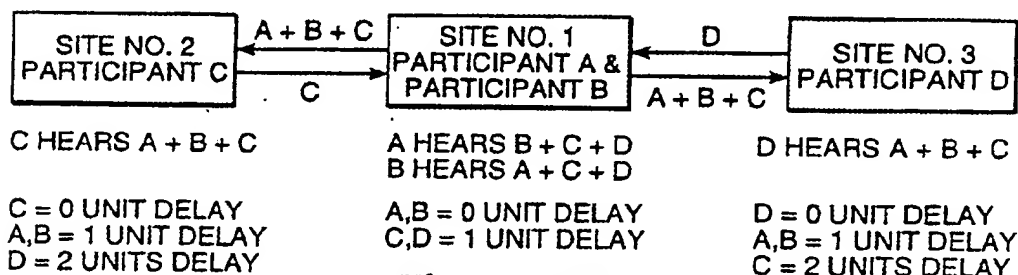 A + B + C
D
SITE NO. 2
PARTICIPANT C
SITE NO. 1
PARTICIPANT A &
PARTICIPANT B
SITE NO. 3
PARTICIPANT D
C
A + B + C
C HEARS A + B + C
A HEARS B + C + D
B HEARS A + C + D
D HEARS A + B + C
C = 0 UNIT DELAY
A,B = 1 UNIT DELAY
D = 2 UNITS DELAY
A,B = 0 UNIT DELAY
C,D = 1 UNIT DELAY
D = 0 UNIT DELAY
A,B = 1 UNIT DELAY
C = 2 UNITS DELAY